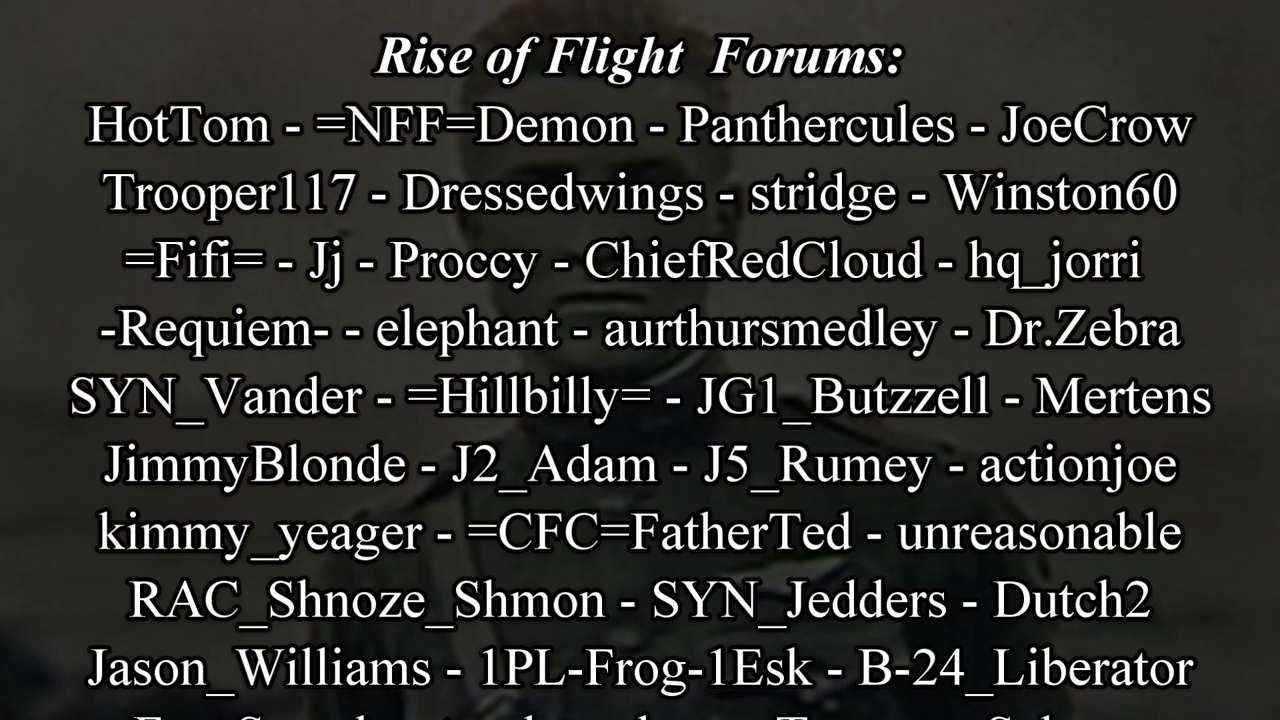 Rise of Flight Forums:
HotTom - =NFF=Demon - Panthercules - JoeCrow
Trooper117 - Dressedwings - stridge - Winston60
=Fifi= - Jj - Proccy - ChiefRedCloud - hq_jorri
-Requiem- - elephant - aurthursmedley - Dr.Zebra
SYN_Vander - =Hillbilly= - JG1_Butzzell - Mertens
JimmyBlonde - J2_Adam - J5_Rumey - actionjoe
kimmy_yeager - =CFC=FatherTed - unreasonable
RAC_Shnoze_Shmon - SYN_Jedders - Dutch2
Jason_Williams - 1PL-Frog-1Esk - B-24_Liberator